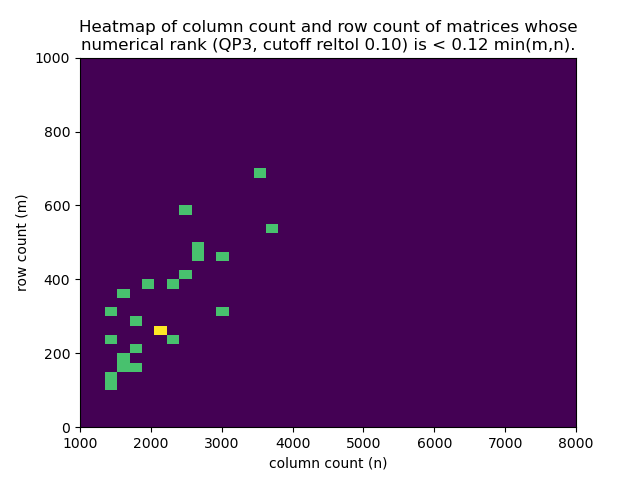 Heatmap of column count and row count of matrices whose
numerical rank (QP3, cutoff reltol 0.10) is < 0.12 min(m,n).
1000
800
600
400
200
0
row count (m)
1000 2000 3000 4000 5000 6000 7000 8000
column count (n)